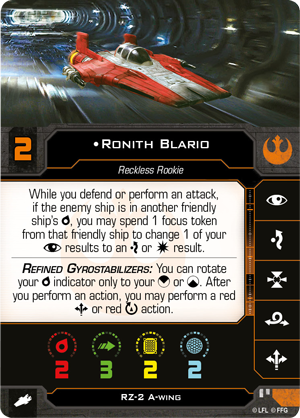 •Ronith Blario
2
Reckless Rookie
While you defend or perform an attack,
if the enemy ship is in another friendly
ship's , you may spend 1 focus token
from that friendly ship to change 1 of your
results to an or result.
Refined Gyrostabilizers: You can rotate
your indicator only to your or . After
you perform an action, you may perform a red
or red action.
2 3 2 2
RZ-2 A-wing
© LFL © FFG